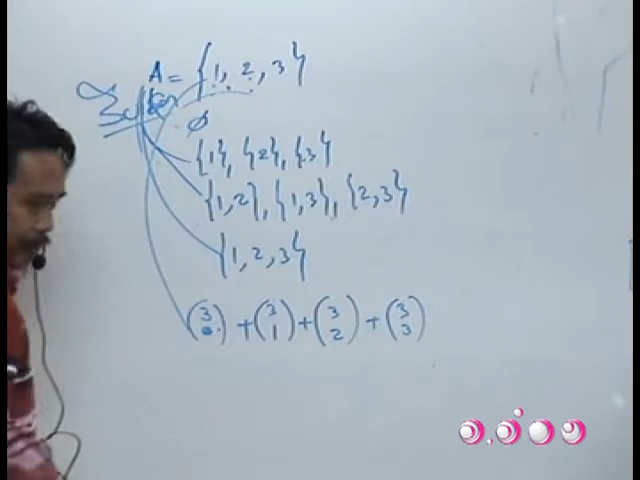 A = {1, 2, 3}
∅
{1}, {2}, {3}
{1, 2}, {1, 3}, {2, 3}
{1, 2, 3}
(3 0) + (3 1) + (3 2) + (3 3)